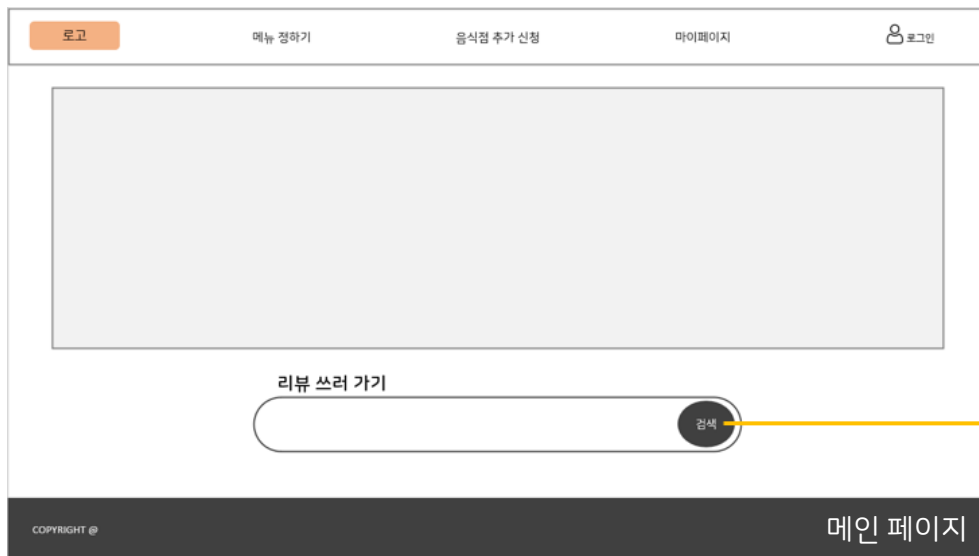 로고
메뉴 정하기
음식점 추가 신청
마이페이지
로그인
리뷰 쓰러 가기
검색
COPYRIGHT @
메인 페이지